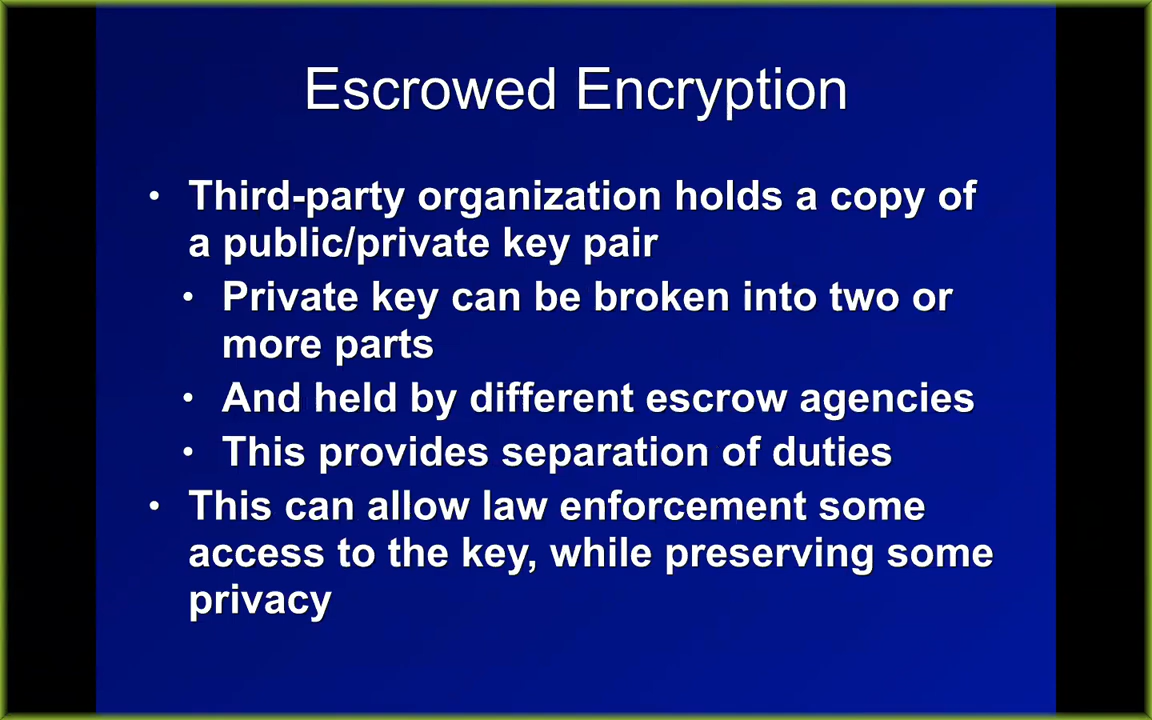 Escrowed Encryption
• Third-party organization holds a copy of
a public/private key pair
• Private key can be broken into two or
more parts
• And held by different escrow agencies
• This provides separation of duties
• This can allow law enforcement some
access to the key, while preserving some
privacy